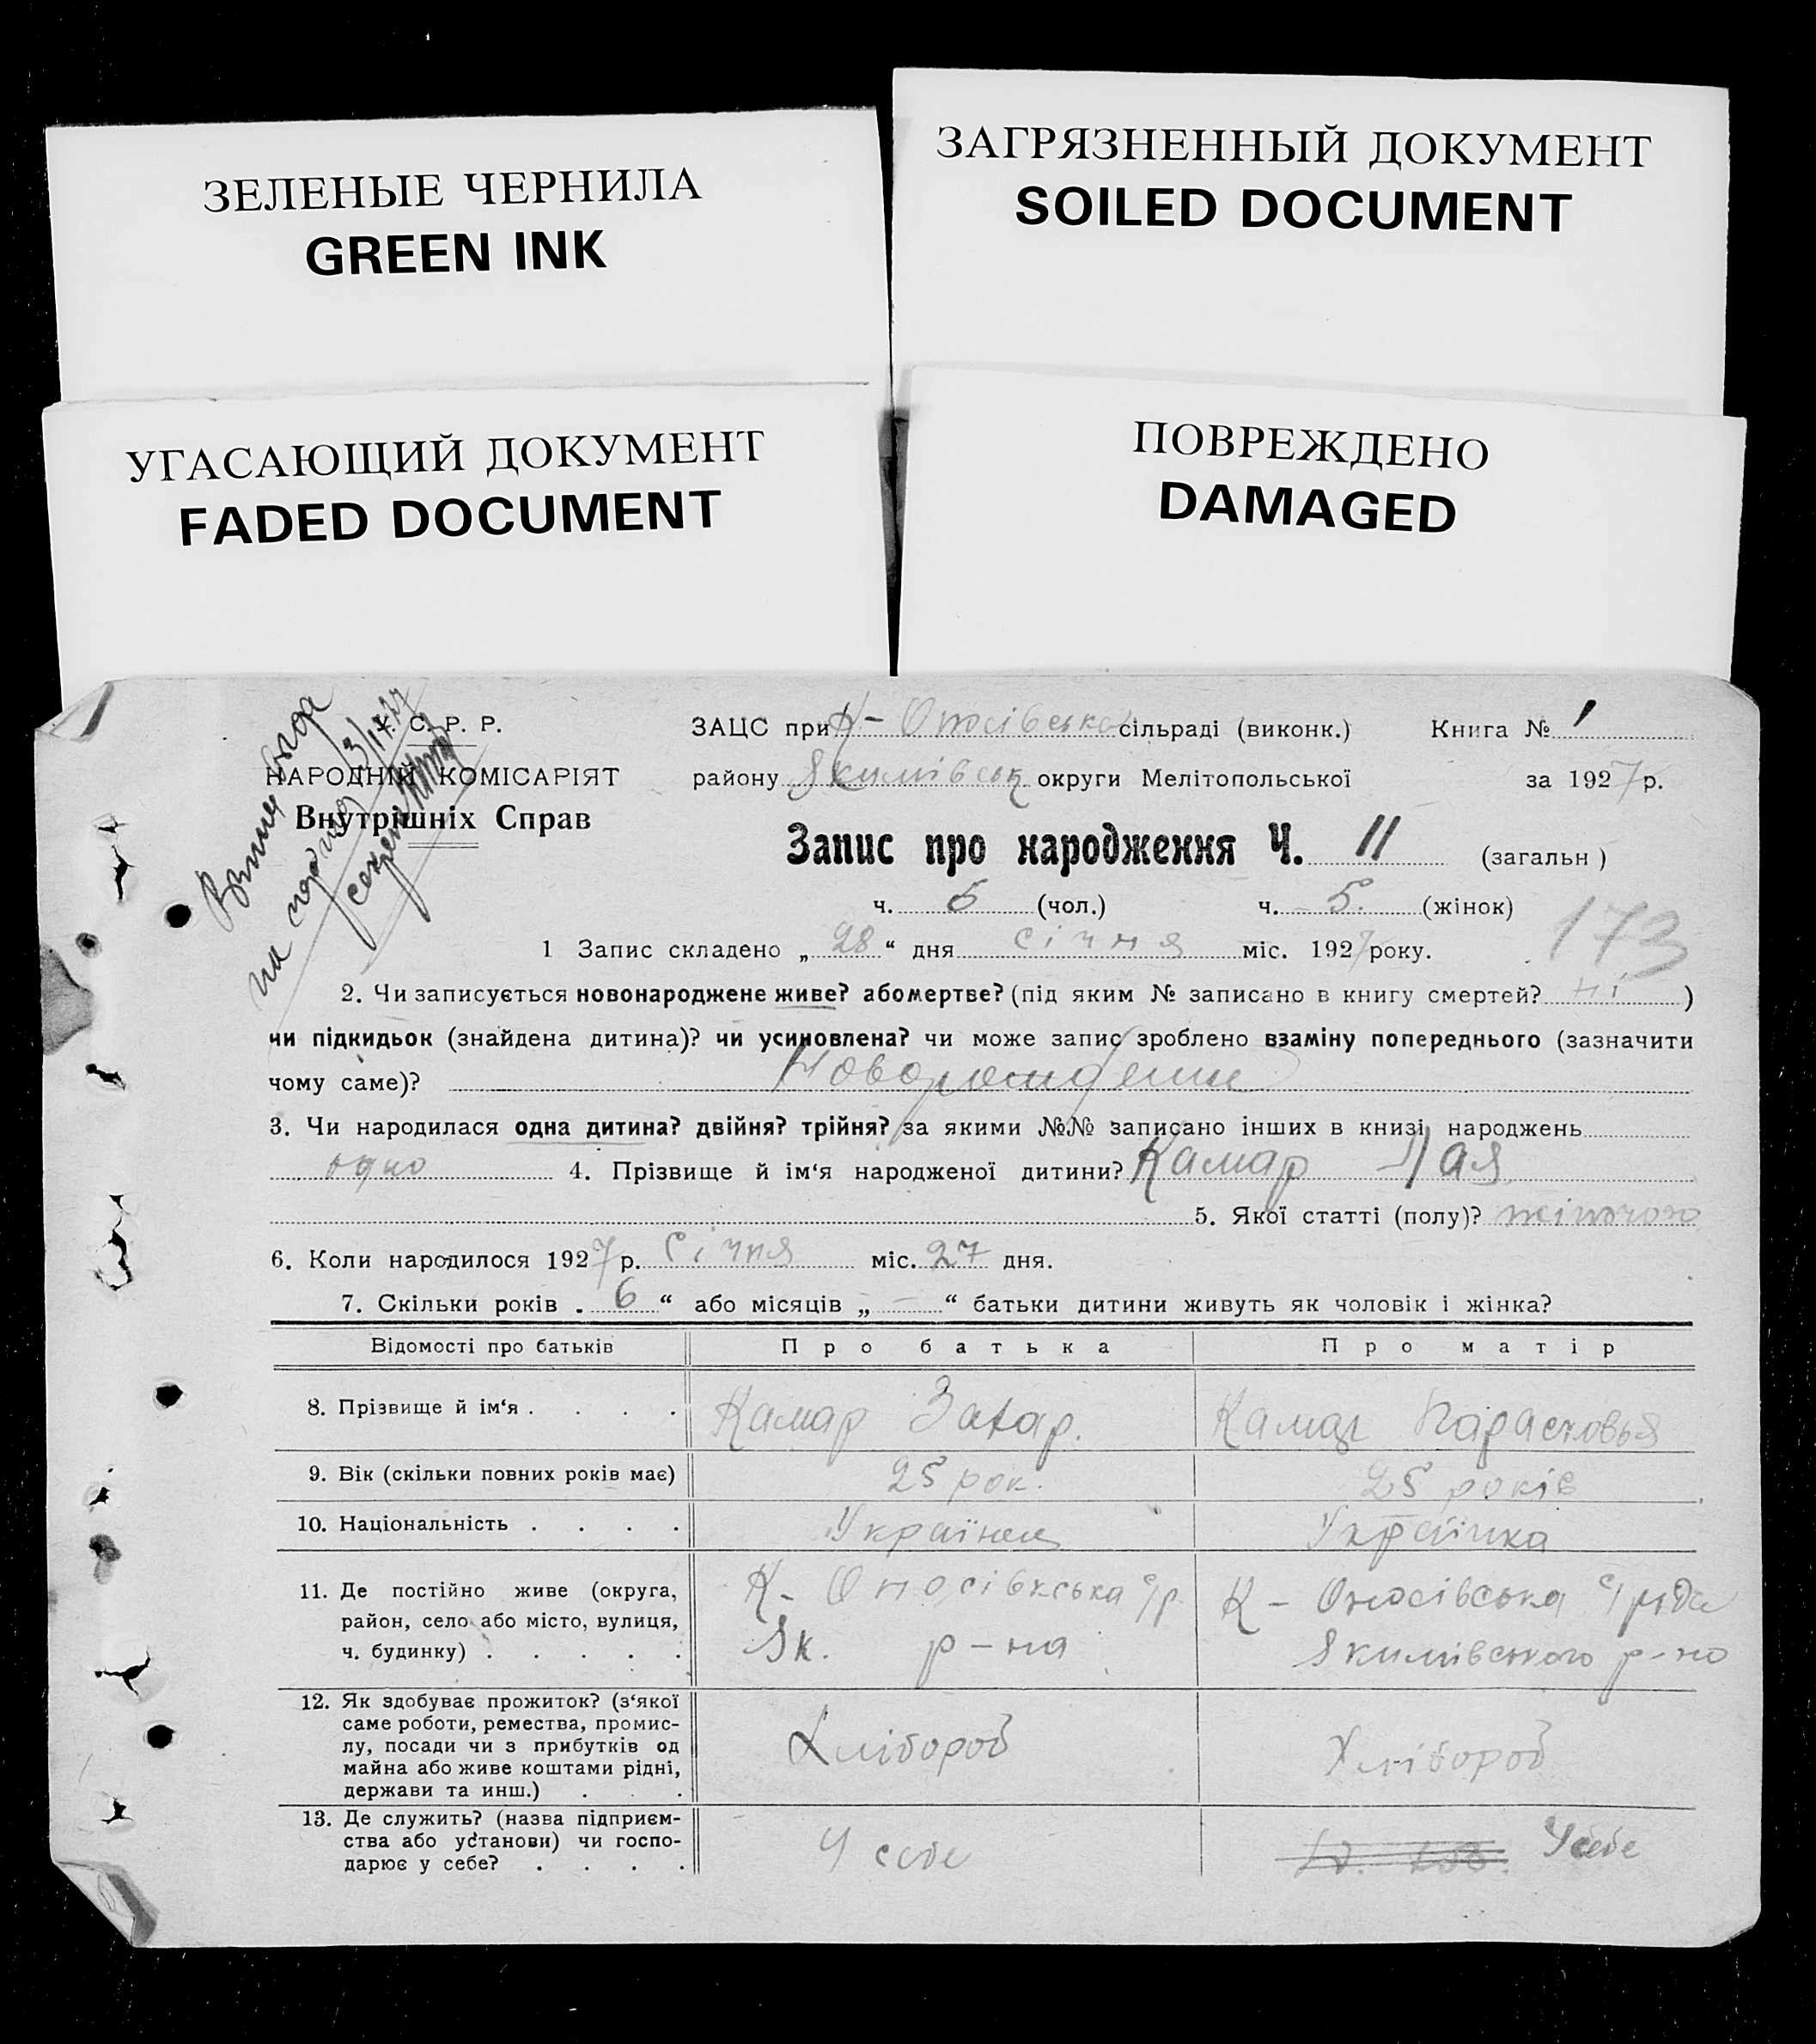 ЗЕЛЕНЫЕ ЧЕРНИЛА
GREEN INK
ЗАГРЯЗНЕННЫЙ ДОКУМЕНТ
SOILED DOCUMENT
УГАСАЮЩИЙ ДОКУМЕНТ
FADED DOCUMENT
ПОВРЕЖДЕНО
DAMAGED
У. С. Р. Р.
НАРОДНІЙ КОМІСАРІЯТ
Внутрішніх Справ
ЗАЦС при К- сільраді (виконк.) Книга № 1
району Якимівськ округи Мелітопольської за 1927 р.
Запис про народження Ч. 11 (загальн )
ч. 6 (чол.) ч. 5. (жінок)
173
1 Запис складено „ 28 “ дня січня міс. 1927 року.
2. Чи записується новонароджене живе? або мертве? (під яким № записано в книгу смертей? ні )
чи підкидьок (знайдена дитина)? чи усиновлена? чи може запис зроблено взаміну попереднього (зазначити
чому саме)?
3. Чи народилася одна дитина? двійня? трійня? за якими №№ записано інших в книзі народжень
одно 4. Прізвище й ім‘я народженої дитини? Камар
5. Якої статті (полу)? жіночою
6. Коли народилося 1927 р. Січня міс. 27 дня.
7. Скільки років . 6 “ або місяців „ — “ батьки дитини живуть як чоловік і жінка?
Відомості про батьків Про батька Про матір
8. Прізвище й ім‘я . . . . Камар Захар. Камар Парасковья
9. Вік (скільки повних років має) 25 рок. 25 років
10. Національність . . . . Українец Українка
11. Де постійно живе (округа,
район, село або місто, вулиця,
ч. будинку) . . . . .
К- с/р.
Як. р-на
К- с/рада
Якимівського р-но
12. Як здобуває прожиток? (з‘якої
саме роботи, ремества, промис-
лу, посади чи з прибутків од
майна або живе коштами рідні,
держави та инш.) . .
Хлібороб Хлібороб
13. Де служить? (назва підприєм-
ства або установи) чи госпо-
дарює у себе? . . . .
У себе У себе